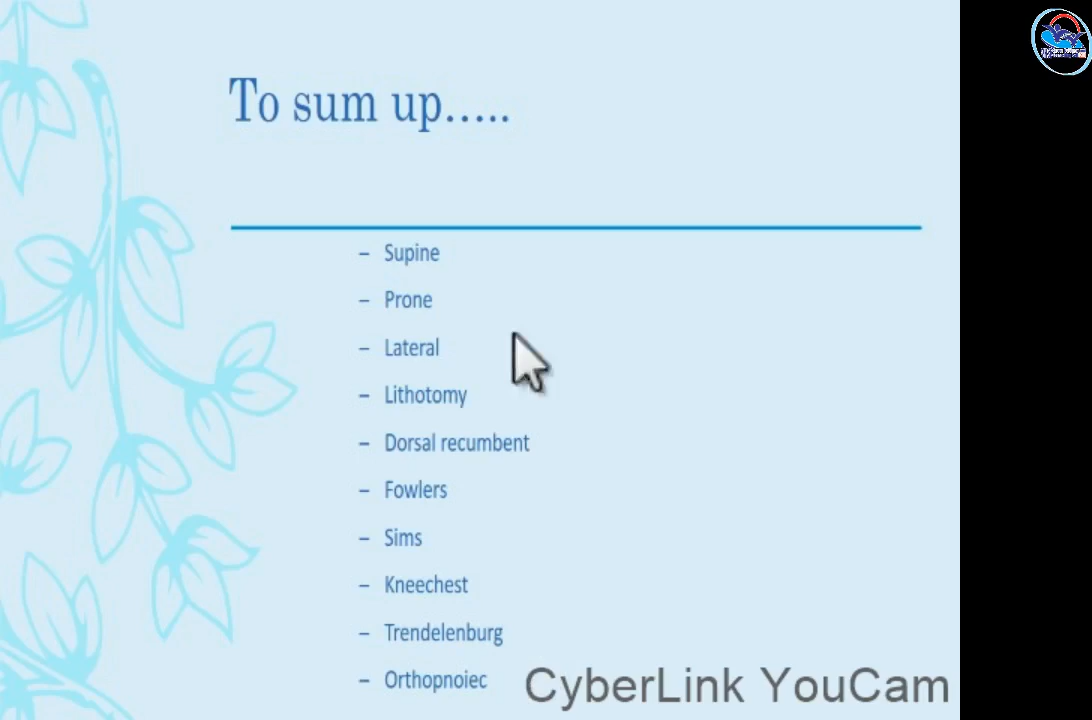 To sum up.....
– Supine
– Prone
– Lateral
– Lithotomy
– Dorsal recumbent
– Fowlers
– Sims
– Kneechest
– Trendelenburg
– Orthopnoiec
CyberLink YouCam